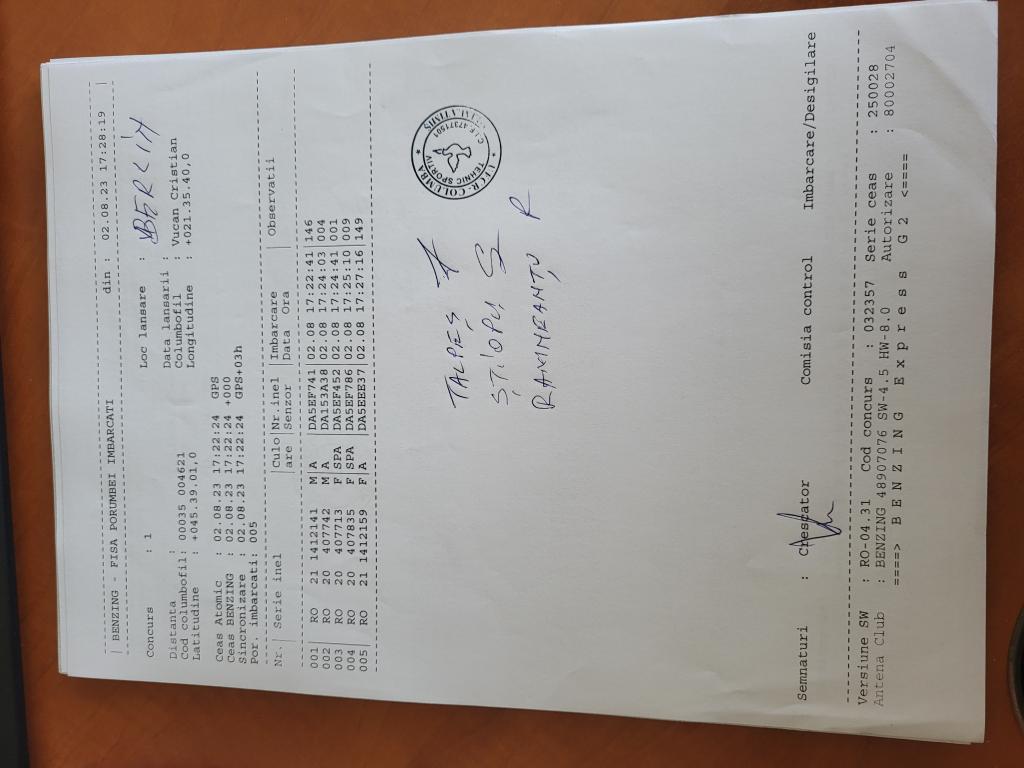 | BENZING - FISA PORUMBEI IMBARCATI din : 02.08.23 17:28:19 |
Concurs : 1 Loc lansare : BERLIN
Distanta : Data lansarii :
Cod columbofil: 00035 004621 Columbofil : Vucan Cristian
Latitudine : +045.39.01,0 Longitudine : +021.35.40,0
Ceas Atomic : 02.08.23 17:22:24 GPS
Ceas BENZING : 02.08.23 17:22:24 +000
Sincronizare : 02.08.23 17:22:24 GPS+03h
Por. imbarcati: 005
Nr.| Serie inel |Culo|Nr.inel |Imbarcare | Observatii
|are |Senzor |Data Ora |
001 | RO 21 1412141 M|A |DA5EF741|02.08 17:22:41|146
002 | RO 20 407742 M|A |DA153A38|02.08 17:24:03|004
003 | RO 20 407713 F|SPA |DA5EF452|02.08 17:24:41|001
004 | RO 20 407835 F|SPA |DA5EF786|02.08 17:25:10|009
005 | RO 21 1412159 F|A |DA5EEE37|02.08 17:27:16|149
TALPEȘ
ȘTIOPU
UFCR-COLUMBA
TEHNIC SPORTIV
Semnaturi : Crescator Comisia control Imbarcare/Desigilare
Versiune SW : RO-04.31 Cod concurs : 032357 Serie ceas : 250028
Antena Club : BENZING 48907076 SW-4.5 HW-8.0 Autorizare : 80002704
====> B E N Z I N G E x p r e s s G 2 <====